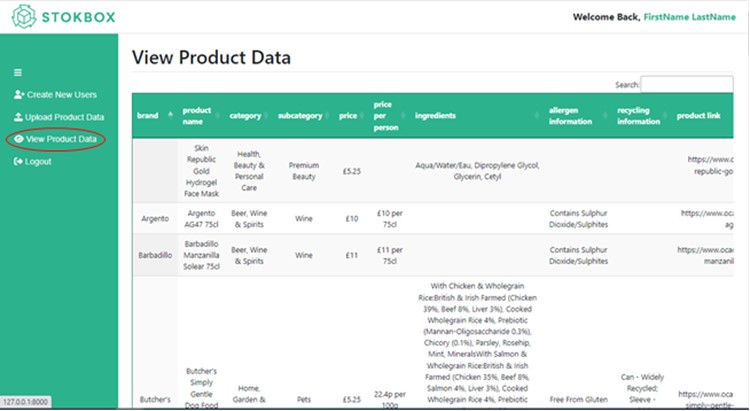 STOKBOX
Welcome Back, FirstName LastName
Create New Users
Upload Product Data
View Product Data
Logout
View Product Data
Search:
brand product name category subcategory price price per person ingredients allergen information recycling information product link
Skin Republic Gold Hydrogel Face Mask
Health, Beauty & Personal Care
Premium Beauty
£5.25
Aqua/Water/Eau, Dipropylene Glycol,
Glycerin, Cetyl
https://www.o
republic-go
Argento
Argento AG47 75cl
Beer, Wine & Spirits
Wine
£10
£10 per 75cl
Contains Sulphur Dioxide/Sulphites
https://www.oca
ag
Barbadillo
Barbadillo Manzanilla Solear 75cl
Beer, Wine & Spirits
Wine
£11
£11 per 75cl
Contains Sulphur Dioxide/Sulphites
https://www.oca
manzanil
Butcher's
Butcher's Simply Gentle Dog Food
Home, Garden &
Pets
£5.25
22.4p per 100g
With Chicken & Wholegrain
Rice:British & Irish Farmed (Chicken
39%, Beef 8%, Liver 3%), Cooked
Wholegrain Rice 4%, Prebiotic
(Mannan-Oligosaccharide 0.3%),
Chicory (0.1%), Parsley, Rosehip,
Mint, MineralsWith Salmon &
Wholegrain Rice:British & Irish
Farmed (Chicken 35%, Beef 8%,
Salmon 4%, Liver 3%), Cooked
Wholegrain Rice 4%, Prebiotic
Free From Gluten
Can - Widely Recycled; Sleeve -
https://www.oca
simply-gentle-
127.0.0.1:8000